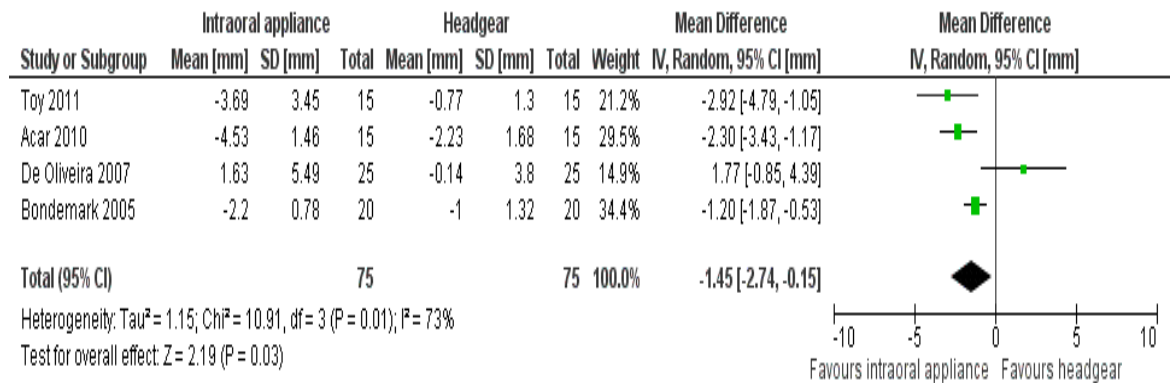 Intraoral appliance Headgear Mean Difference Mean Difference
Study or Subgroup Mean [mm] SD [mm] Total Mean [mm] SD [mm] Total Weight IV, Random, 95% CI [mm] IV, Random, 95% CI [mm]
Toy 2011 -3.69 3.45 15 -0.77 1.3 15 21.2% -2.92 [-4.79, -1.05]
Acar 2010 -4.53 1.46 15 -2.23 1.68 15 29.5% -2.30 [-3.43, -1.17]
De Oliveira 2007 1.63 5.49 25 -0.14 3.8 25 14.9% 1.77 [-0.85, 4.39]
Bondemark 2005 -2.2 0.78 20 -1 1.32 20 34.4% -1.20 [-1.87, -0.53]
Total (95% CI) 75 75 100.0% -1.45 [-2.74, -0.15]
Heterogeneity: Tau² = 1.15; Chi² = 10.91, df = 3 (P = 0.01); I² = 73%
Test for overall effect: Z = 2.19 (P = 0.03)
-10 -5 0 5 10
Favours intraoral appliance Favours headgear